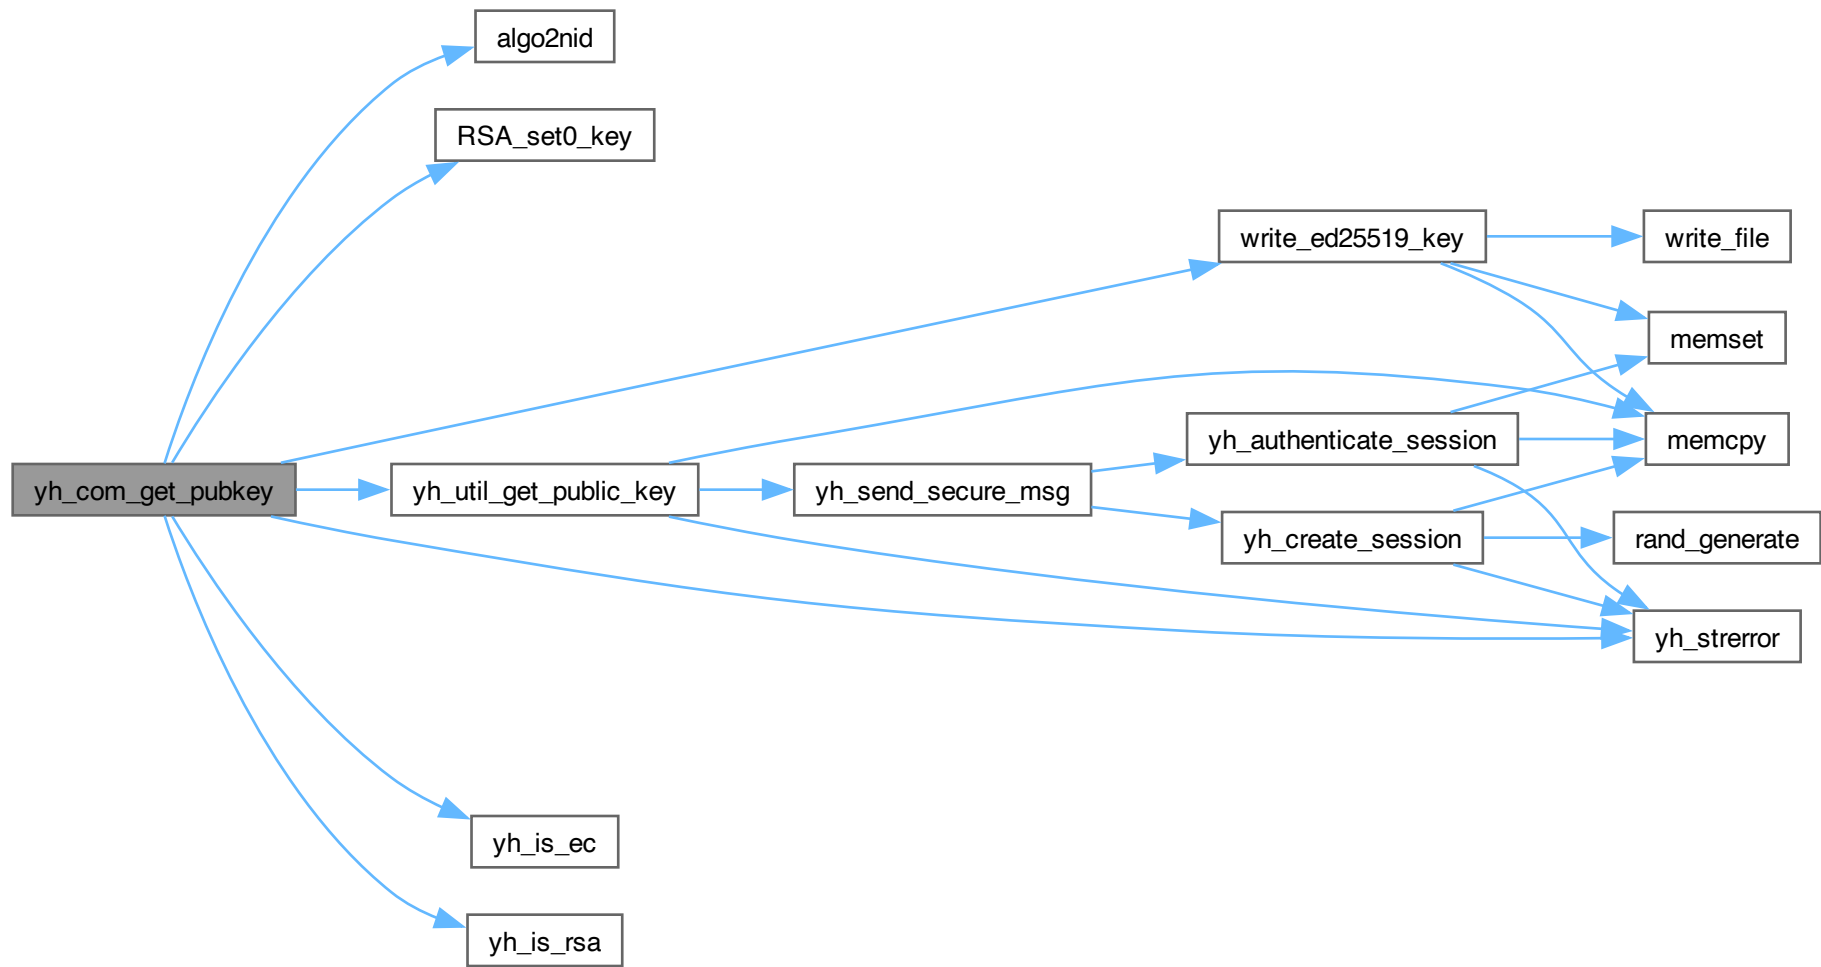 algo2nid
RSA_set0_key
write_ed25519_key
write_file
memset
yh_authenticate_session
memcpy
yh_com_get_pubkey
yh_util_get_public_key
yh_send_secure_msg
yh_create_session
rand_generate
yh_strerror
yh_is_ec
yh_is_rsa